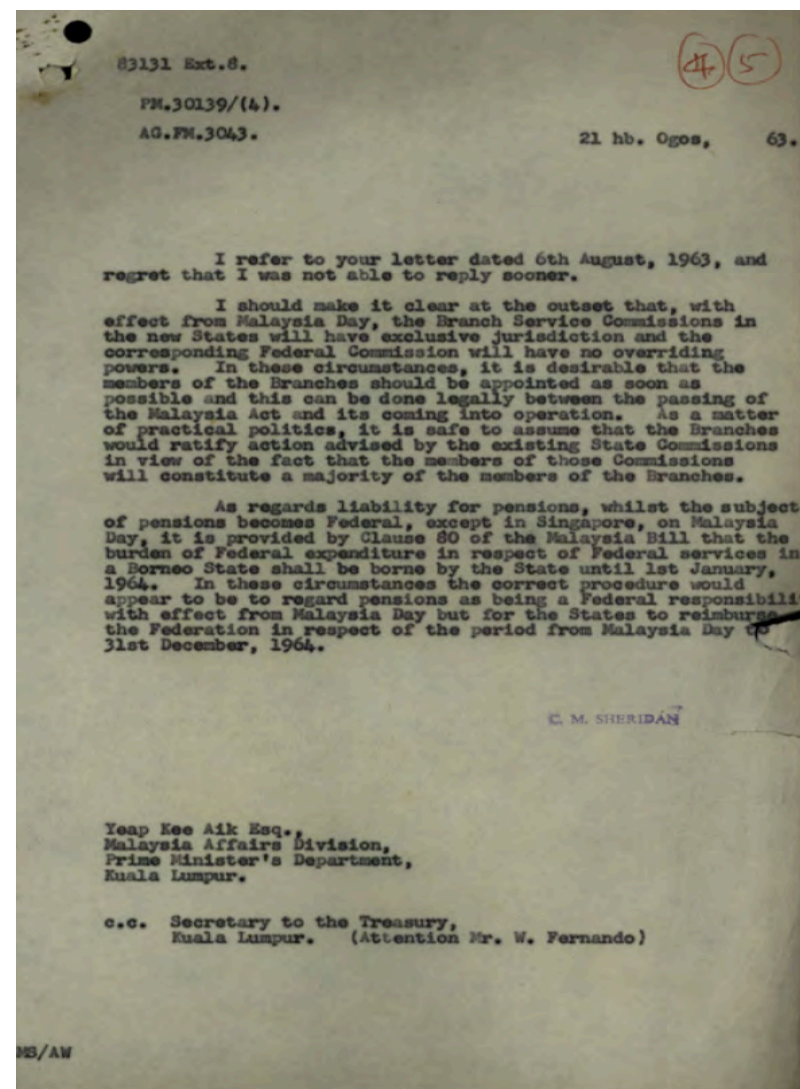 83131 Ext.8.
4 5
PM.30139/(4).
AG.FM.3043.
21 hb. Ogos, 63.
I refer to your letter dated 6th August, 1963, and
regret that I was not able to reply sooner.
I should make it clear at the outset that, with
effect from Malaysia Day, the Branch Service Commissions in
the new States will have exclusive jurisdiction and the
corresponding Federal Commission will have no overriding
powers. In these circumstances, it is desirable that the
members of the Branches should be appointed as soon as
possible and this can be done legally between the passing of
the Malaysia Act and its coming into operation. As a matter
of practical politics, it is safe to assume that the Branches
would ratify action advised by the existing State Commissions
in view of the fact that the members of those Commissions
will constitute a majority of the members of the Branches.
As regards liability for pensions, whilst the subject
of pensions becomes Federal, except in Singapore, on Malaysia
Day, it is provided by Clause 80 of the Malaysia Bill that the
burden of Federal expenditure in respect of Federal services in
a Borneo State shall be borne by the State until 1st January,
1964. In these circumstances the correct procedure would
appear to be to regard pensions as being a Federal responsibili
with effect from Malaysia Day but for the States to reimburse
the Federation in respect of the period from Malaysia Day to
31st December, 1964.
C. M. SHERIDAN
Yeap Kee Aik Esq.,
Malaysia Affairs Division,
Prime Minister's Department,
Kuala Lumpur.
c.c. Secretary to the Treasury,
Kuala Lumpur. (Attention Mr. W. Fernando)
MS/AW